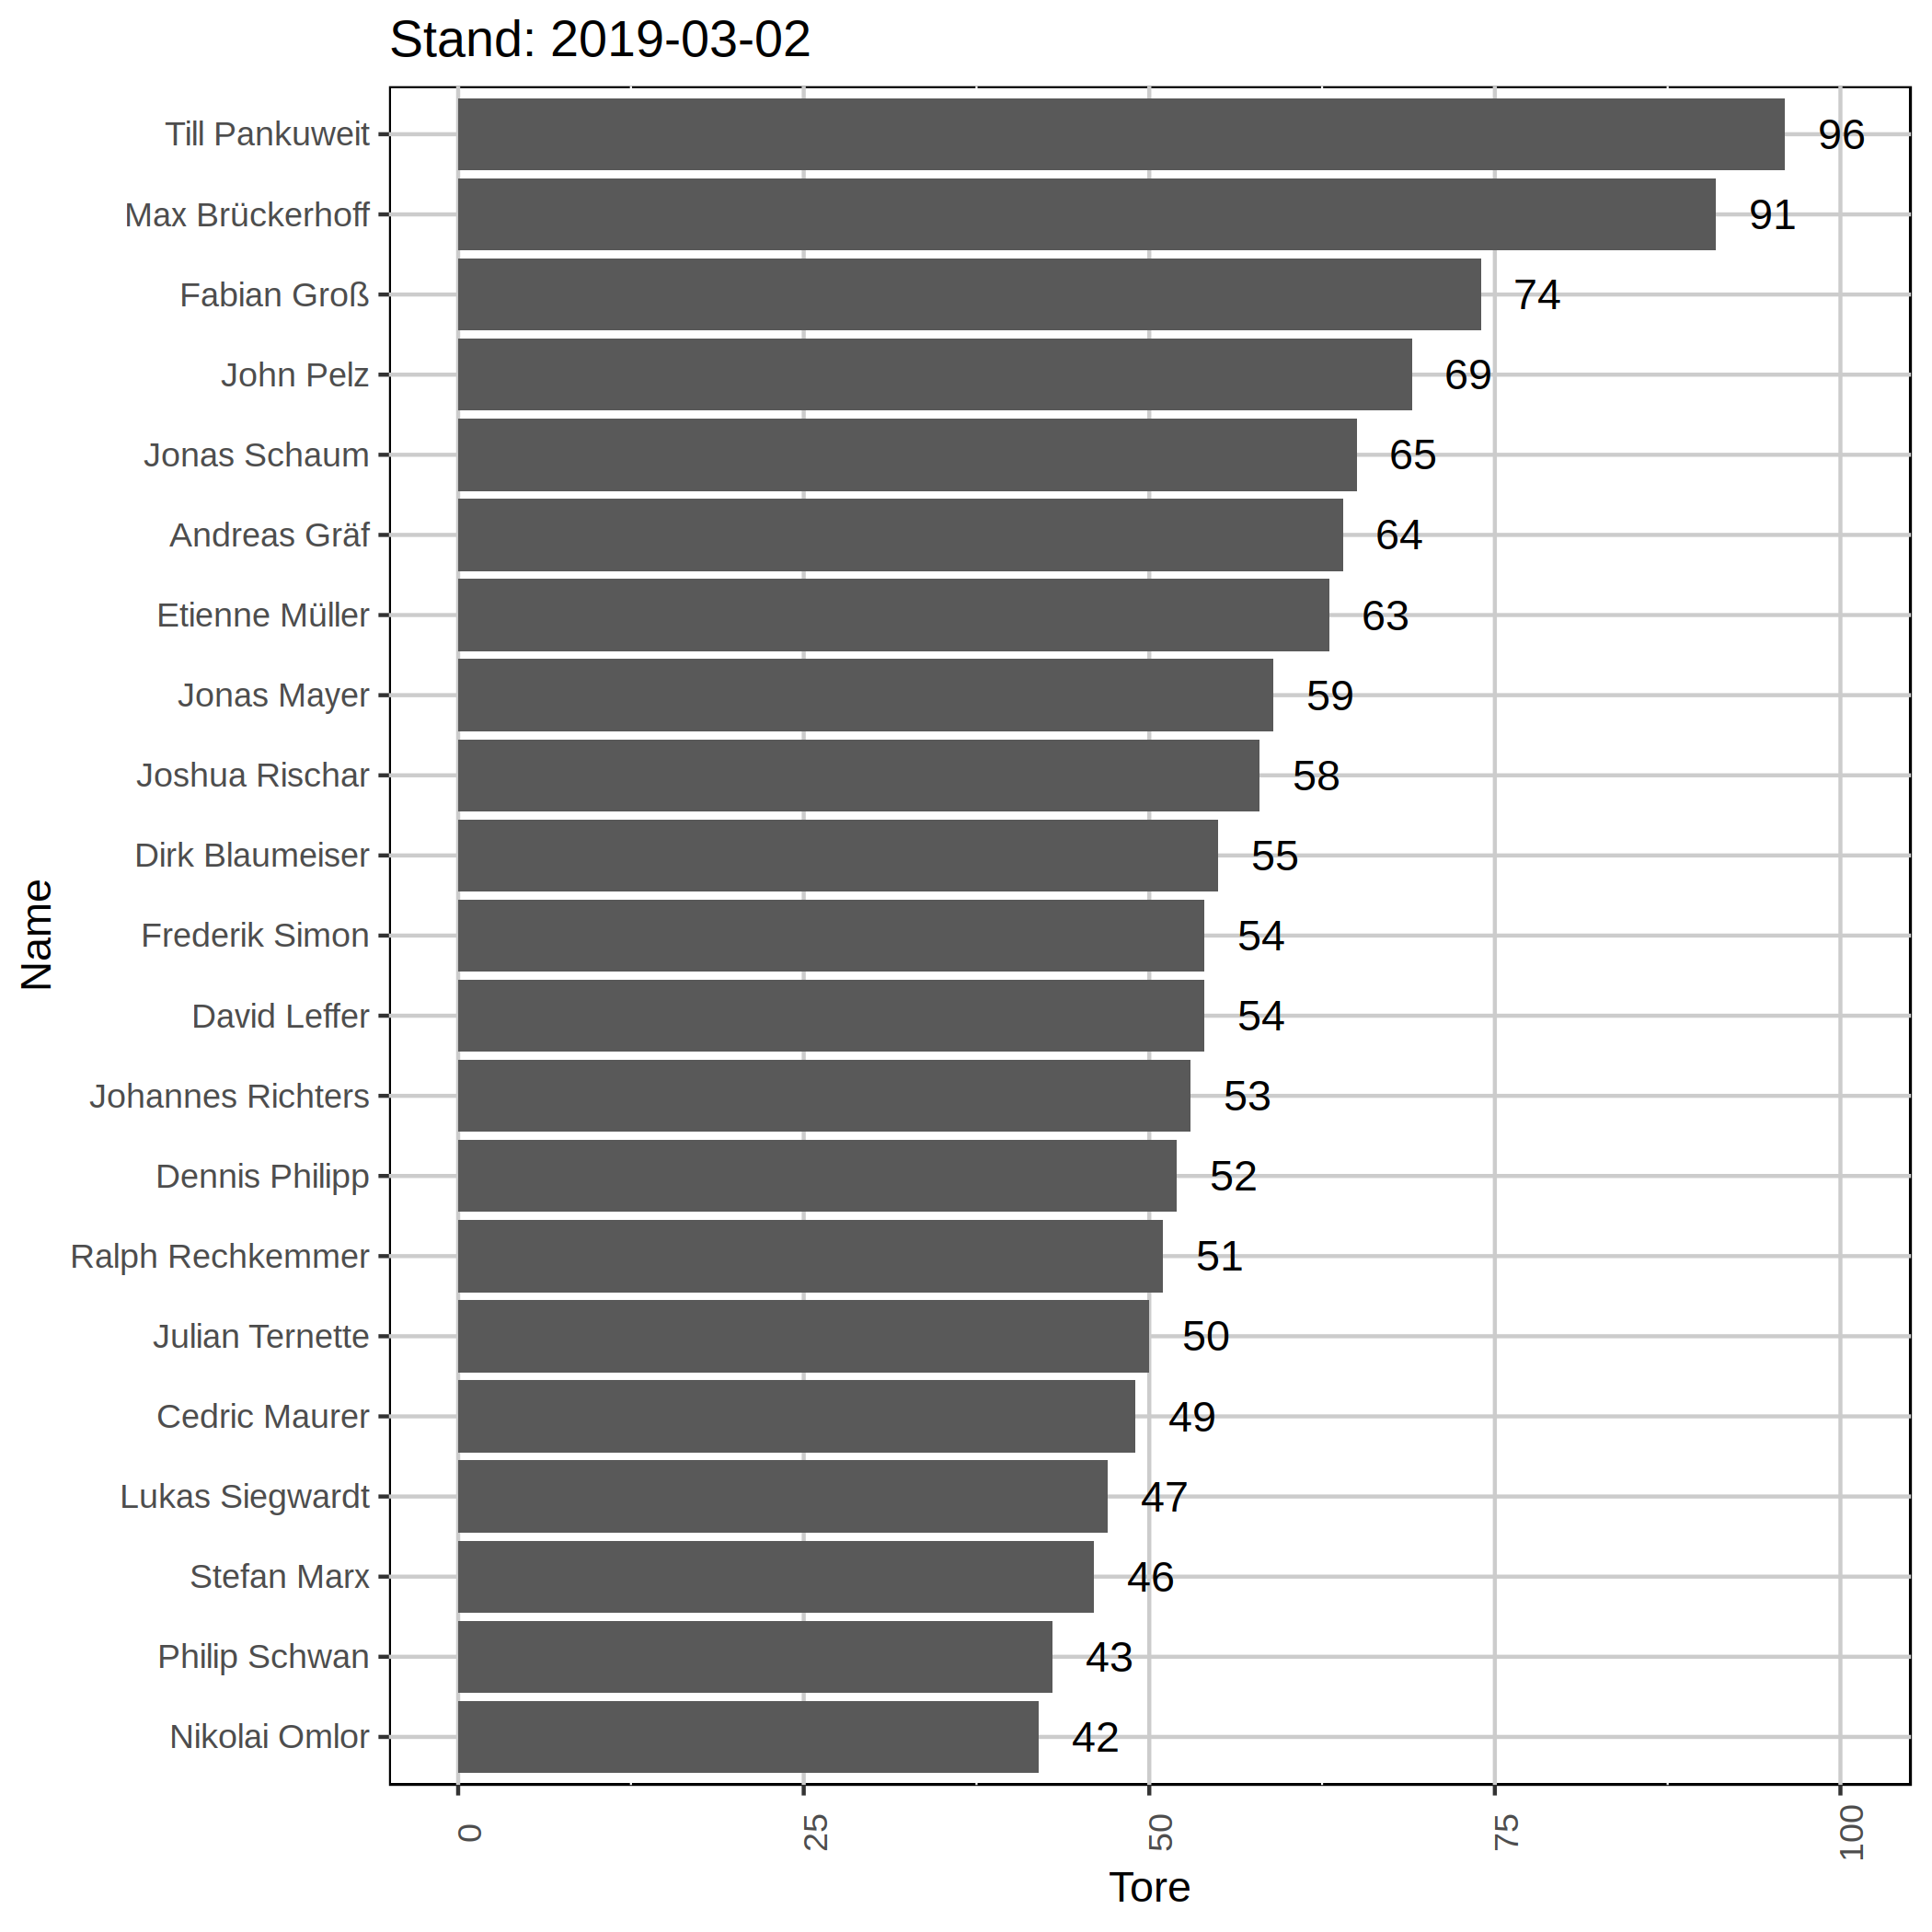 Stand: 2019-03-02
Till Pankuweit 96
Max Brückerhoff 91
Fabian Groß 74
John Pelz 69
Jonas Schaum 65
Andreas Gräf 64
Etienne Müller 63
Jonas Mayer 59
Joshua Rischar 58
Dirk Blaumeiser 55
Frederik Simon 54
David Leffer 54
Johannes Richters 53
Dennis Philipp 52
Ralph Rechkemmer 51
Julian Ternette 50
Cedric Maurer 49
Lukas Siegwardt 47
Stefan Marx 46
Philip Schwan 43
Nikolai Omlor 42
Name
0 25 50 75 100
Tore